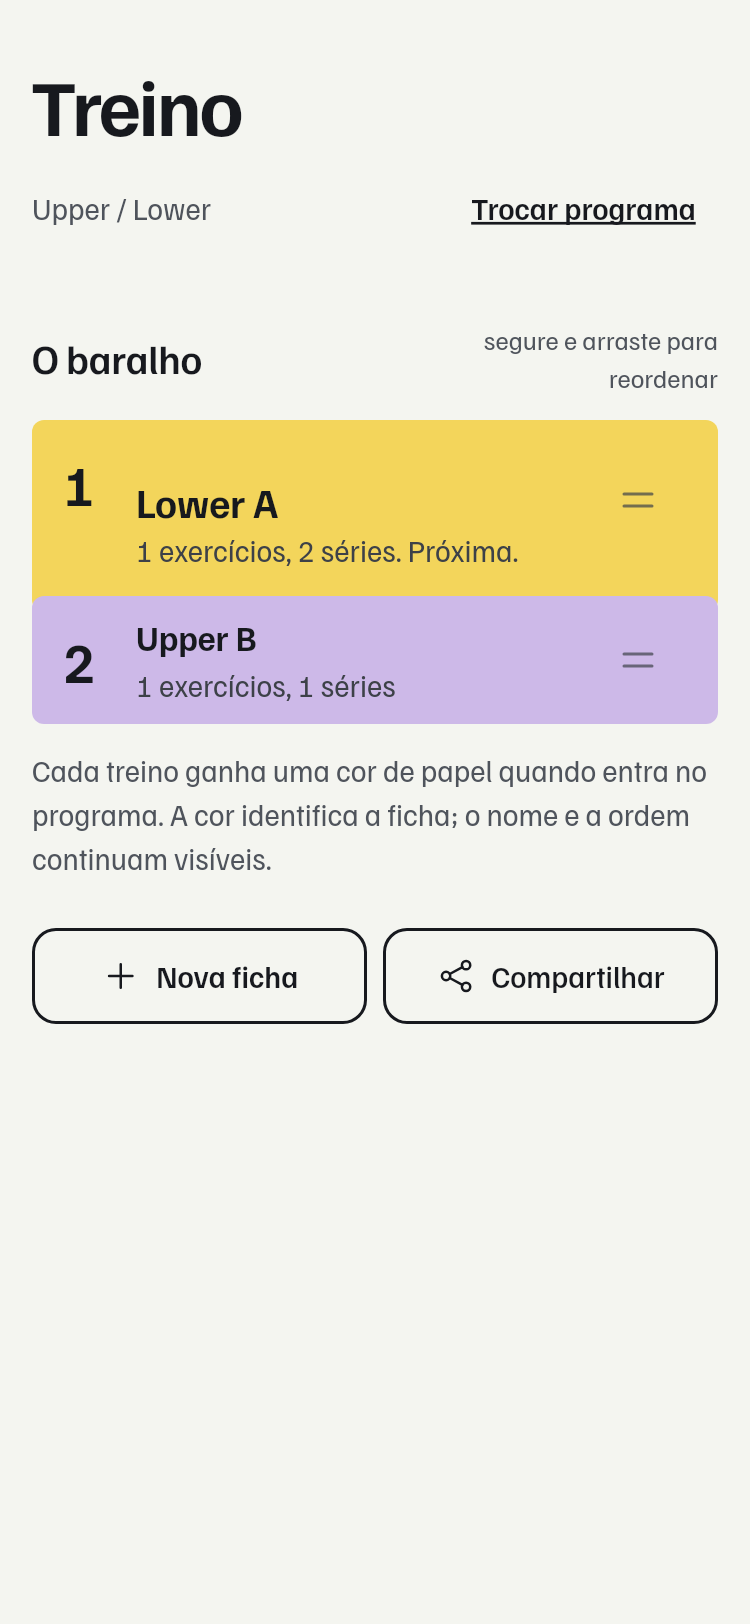 Treino
Upper / Lower
Trocar programa
O baralho
segure e arraste para
reordenar
1
Lower A
1 exercícios, 2 séries. Próxima.
2
Upper B
1 exercícios, 1 séries
Cada treino ganha uma cor de papel quando entra no
programa. A cor identifica a ficha; o nome e a ordem
continuam visíveis.
Nova ficha
Compartilhar